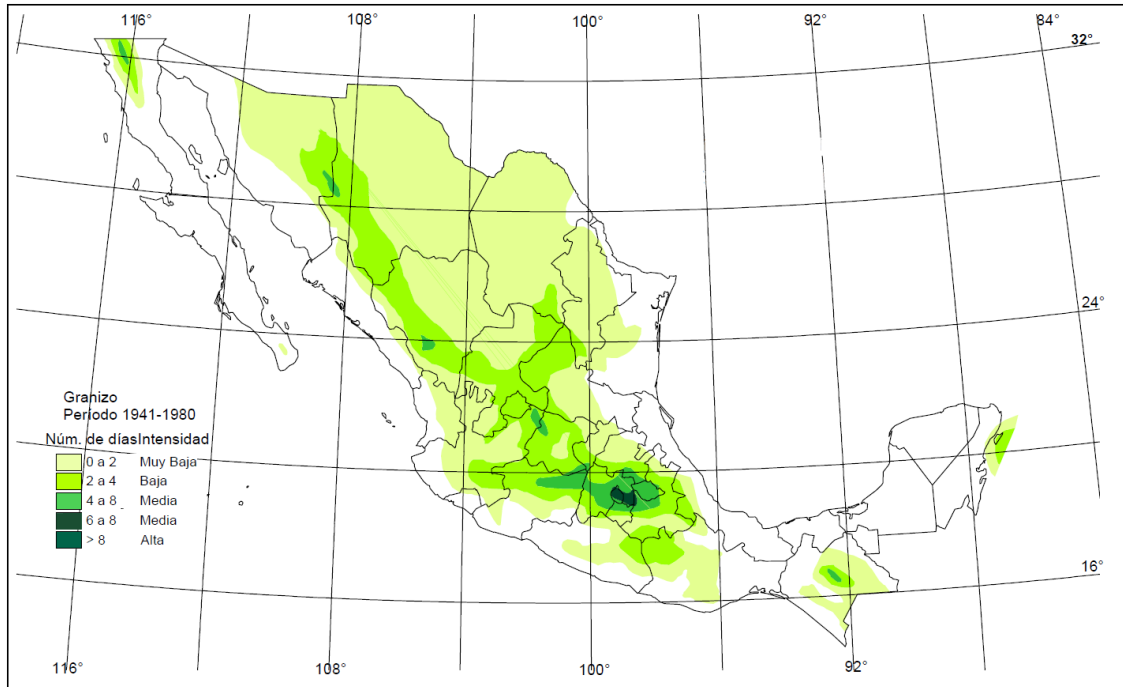 116° 108° 100° 92° 84°
32°
24°
Granizo
Período 1941-1980
Núm. de díasIntensidad
0 a 2 Muy Baja
2 a 4 Baja
4 a 8 Media
6 a 8 Media
> 8 Alta
16°
116° 108° 100° 92°